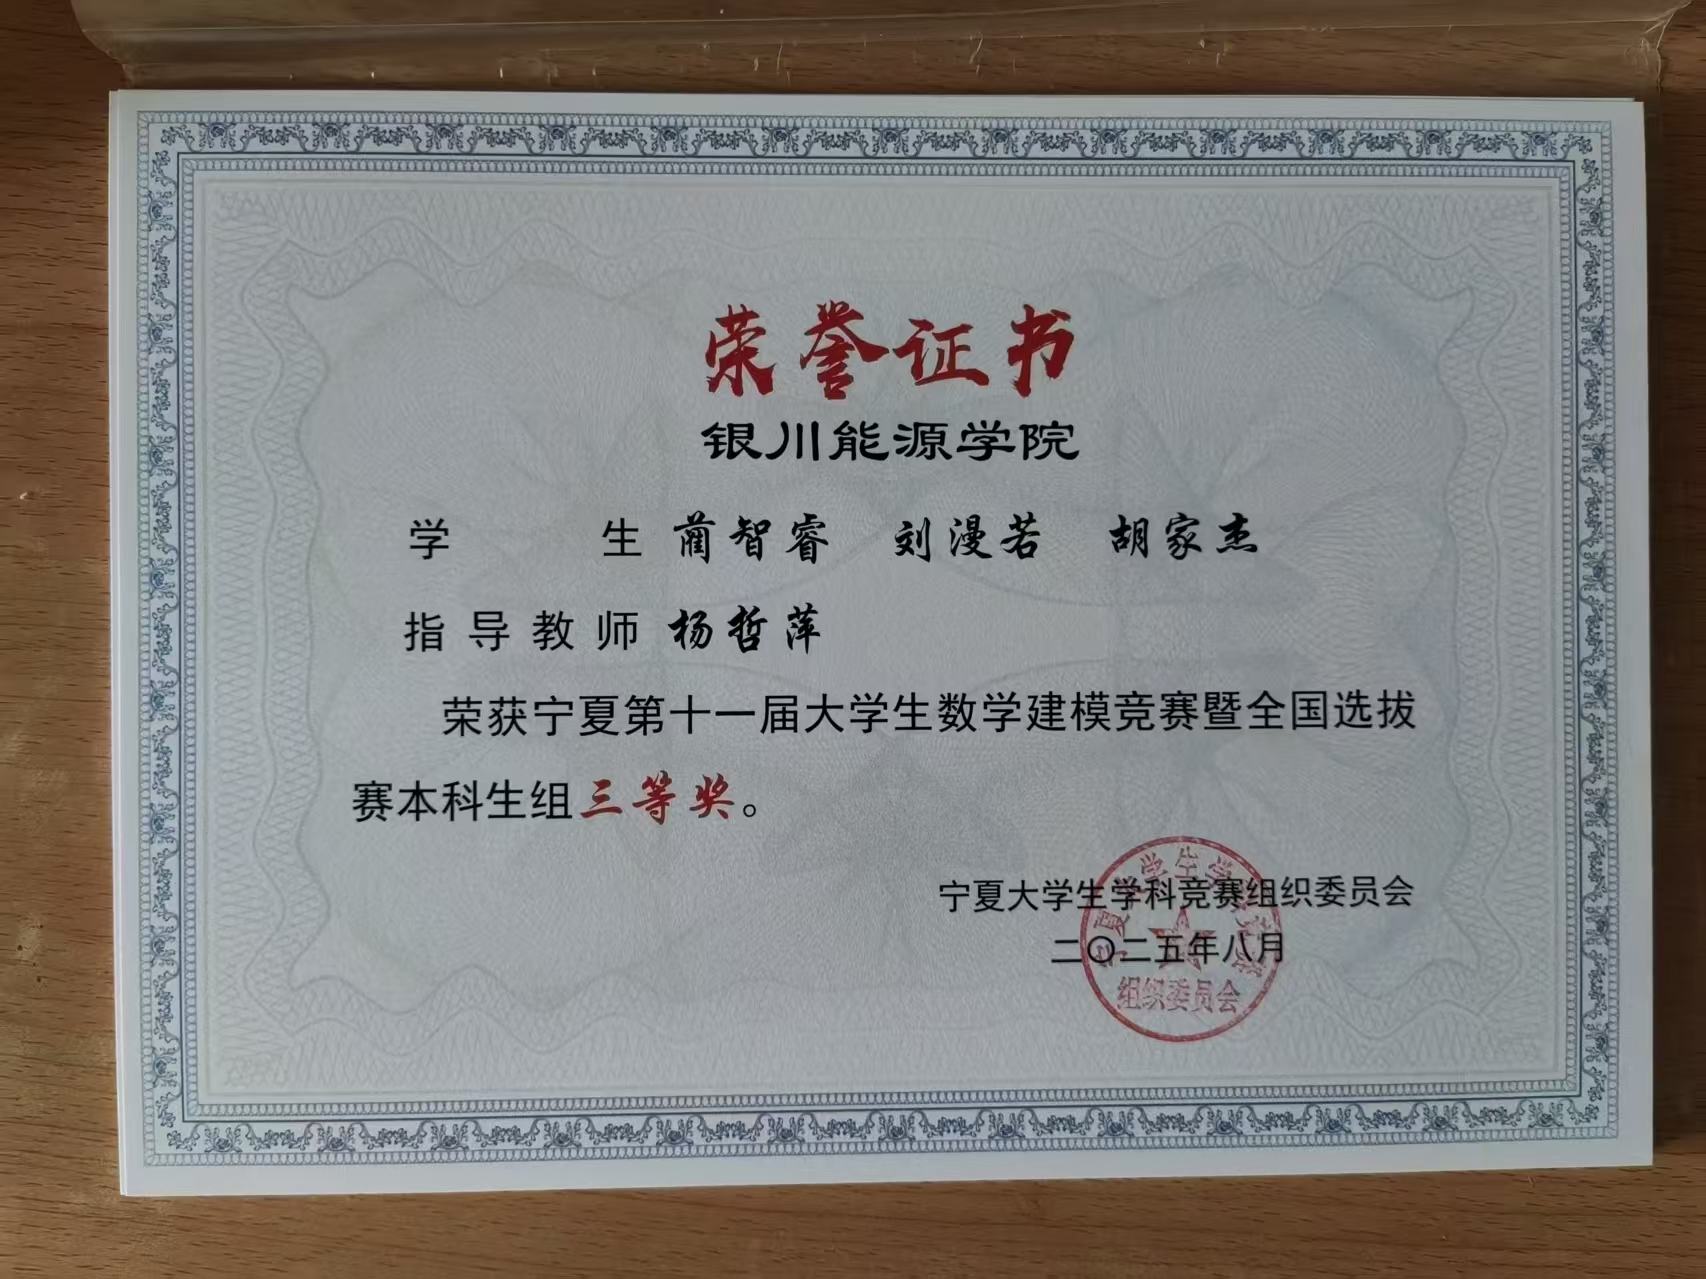 荣誉证书
银川能源学院
学 生 蔺智睿 刘漫若 胡家杰
指导教师 杨哲萍
荣获宁夏第十一届大学生数学建模竞赛暨全国选拔
赛本科生组三等奖。
宁夏大学生学科竞赛组织委员会
二〇二五年八月
组织委员会